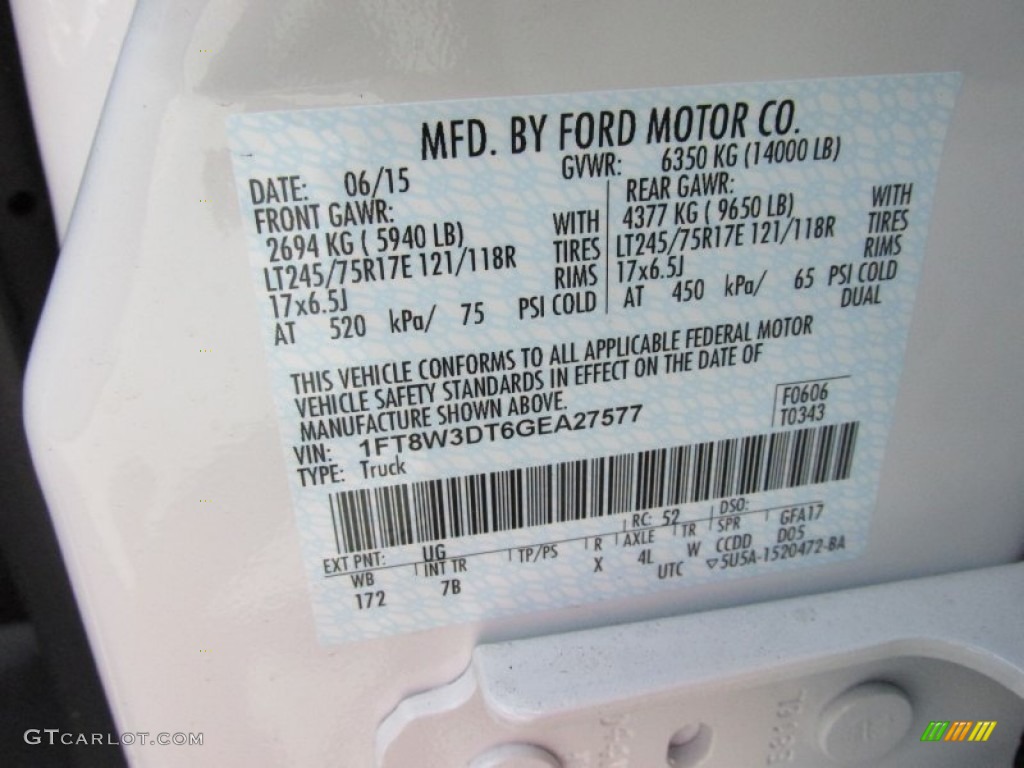 MFD. BY FORD MOTOR CO.
DATE: 06/15 GVWR: 6350 KG (14000 LB)
FRONT GAWR: REAR GAWR:
2694 KG ( 5940 LB) WITH 4377 KG ( 9650 LB) WITH
LT245/75R17E 121/118R TIRES LT245/75R17E 121/118R TIRES
17x6.5J RIMS 17x6.5J RIMS
AT 520 kPa/ 75 PSI COLD AT 450 kPa/ 65 PSI COLD
DUAL
THIS VEHICLE CONFORMS TO ALL APPLICABLE FEDERAL MOTOR
VEHICLE SAFETY STANDARDS IN EFFECT ON THE DATE OF
MANUFACTURE SHOWN ABOVE.
VIN: 1FT8W3DT6GEA27577 F0606
TYPE: Truck T0343
EXT PNT: UG RC: 52 DSO:
WB INT TR TP/PS R AXLE TR SPR GFA17
172 7B X 4L W CCDD D05
UTC ▽5U5A-1520472-BA
GTCARLOT.COM